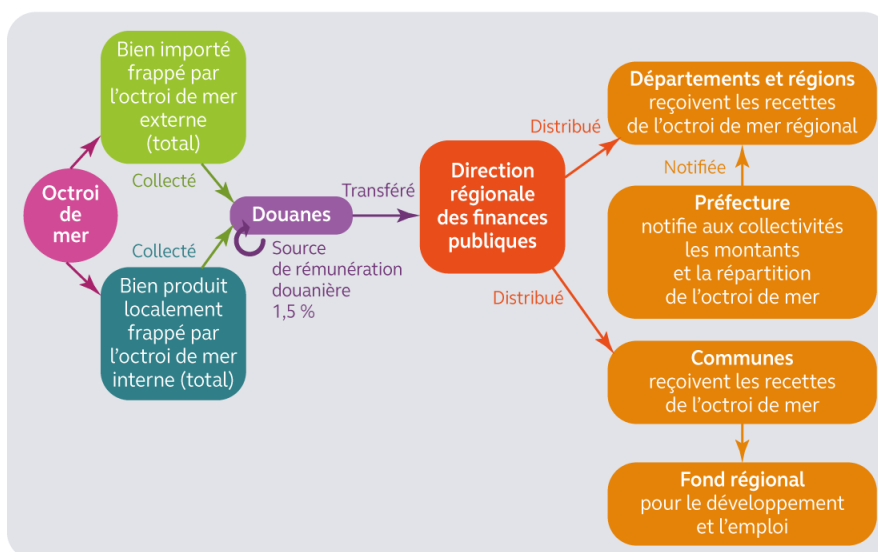 Octroi
de
mer
Bien importé
frappé par
l'octroi de mer
externe
(total)
Collecté
Collecté
Bien produit
localement
frappé par
l'octroi de mer
interne (total)
Douanes
Source
de rémunération
douanière
1,5 %
Transféré
Direction
régionale
des finances
publiques
Distribué
Distribué
Départements et régions
reçoivent les recettes
de l'octroi de mer régional
Notifiée
Préfecture
notifie aux collectivités
les montants
et la répartition
de l'octroi de mer
Communes
reçoivent les recettes
de l'octroi de mer
Fond régional
pour le développement
et l'emploi